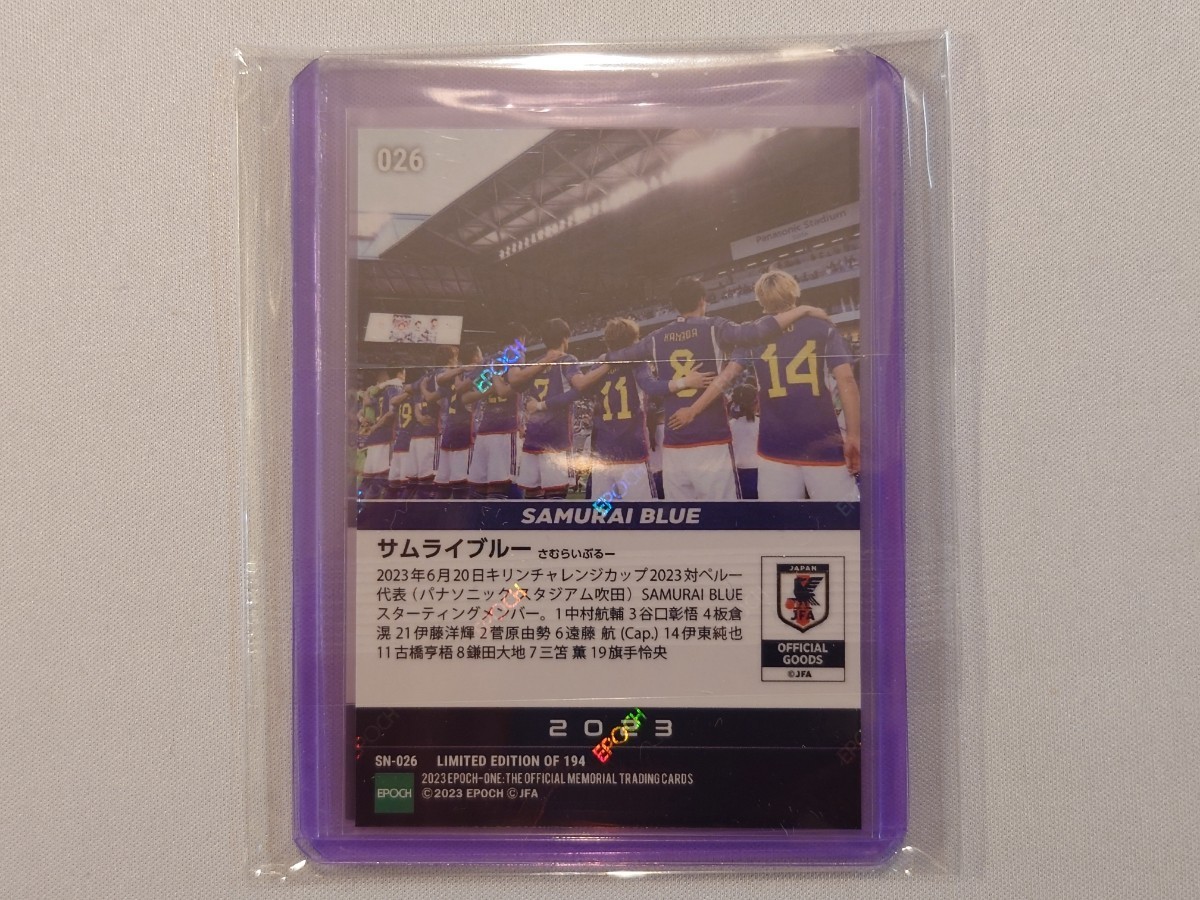 026
Panasonic Stadium
KAMADA
14
8
11
7
19
EPOCH
EPOCH
SAMURAI BLUE
サムライブルー さむらいぶるー
2023年6月20日キリンチャレンジカップ2023対ペルー
代表（パナソニック スタジアム吹田）SAMURAI BLUE
スターティングメンバー。1中村航輔 3谷口彰悟 4板倉
滉 21伊藤洋輝 2菅原由勢 6遠藤 航 (Cap.) 14伊東純也
11古橋亨梧 8鎌田大地 7三笘 薫 19旗手怜央
JAPAN
JFA
OFFICIAL
GOODS
©JFA
EPOCH
2023
EPOCH
EPOCH
SN-026 LIMITED EDITION OF 194
EPOCH
2023 EPOCH-ONE:THE OFFICIAL MEMORIAL TRADING CARDS
©2023 EPOCH ©JFA